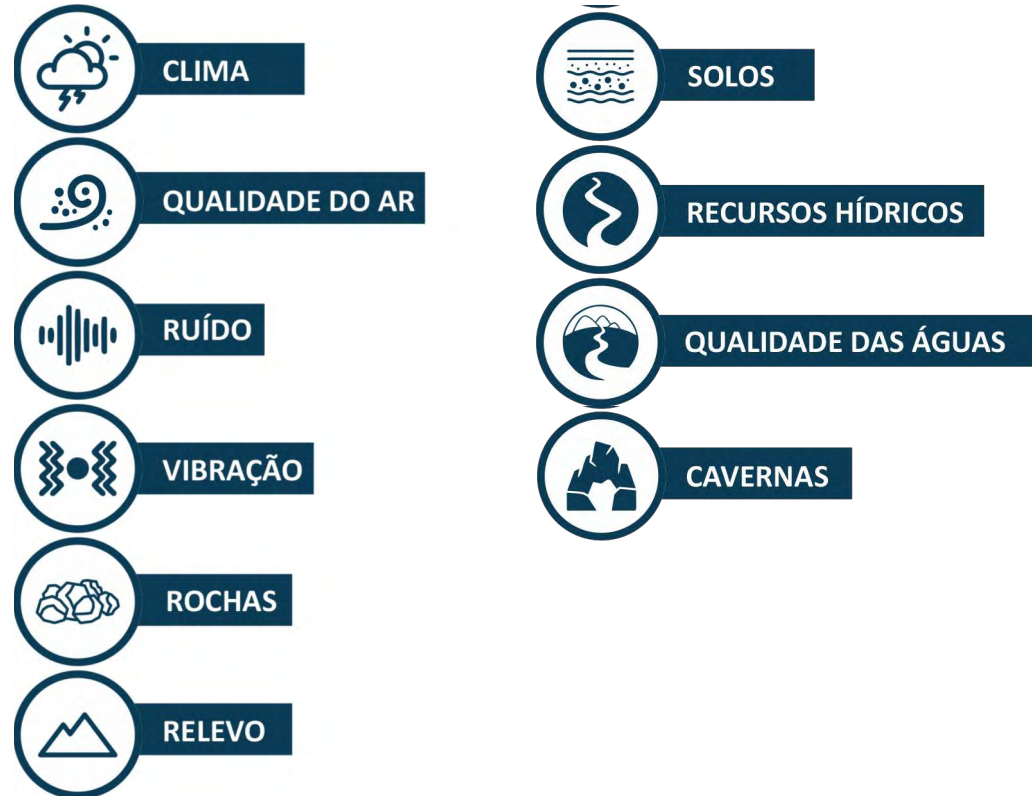 CLIMA
QUALIDADE DO AR
RUÍDO
VIBRAÇÃO
ROCHAS
RELEVO
SOLOS
RECURSOS HÍDRICOS
QUALIDADE DAS ÁGUAS
CAVERNAS